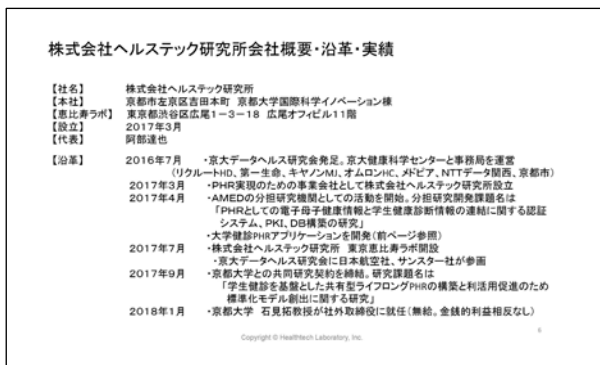 株式会社ヘルステック研究所会社概要・沿革・実績
【社名】 株式会社ヘルステック研究所
【本社】 京都市左京区吉田本町 京都大学国際科学イノベーション棟
【恵比寿ラボ】 東京都渋谷区広尾1－3－18 広尾オフィスビル11階
【設立】 2017年3月
【代表】 阿部達也
【沿革】 2016年7月 ・京大データヘルス研究会発足。京大健康科学センターと事務局を運営
(リクルートHD、第一生命、キヤノンMJ、オムロンHC、メドピア、NTTデータ関西、京都市)
2017年3月 ・PHR実現のための事業会社として株式会社ヘルステック研究所設立
2017年4月 ・AMEDの分担研究機関としての活動を開始。分担研究開発課題名は
「PHRとしての電子母子健康情報と学生健康診断情報の連結に関する認証
システム、PKI、DB構築の研究」
・大学健診PHRアプリケーションを開発(前ページ参照)
2017年7月 ・株式会社ヘルステック研究所 東京恵比寿ラボ開設
・京大データヘルス研究会に日本航空社、サンスター社が参画
2017年9月 ・京都大学との共同研究契約を締結。研究課題名は
「学生健診を基盤とした共有型ライフロングPHRの構築と利活用促進のため
標準化モデル創出に関する研究」
2018年1月 ・京都大学 石見拓教授が社外取締役に就任(無給。金銭的利益相反なし)
Copyright © Healthtech Laboratory, Inc.
6